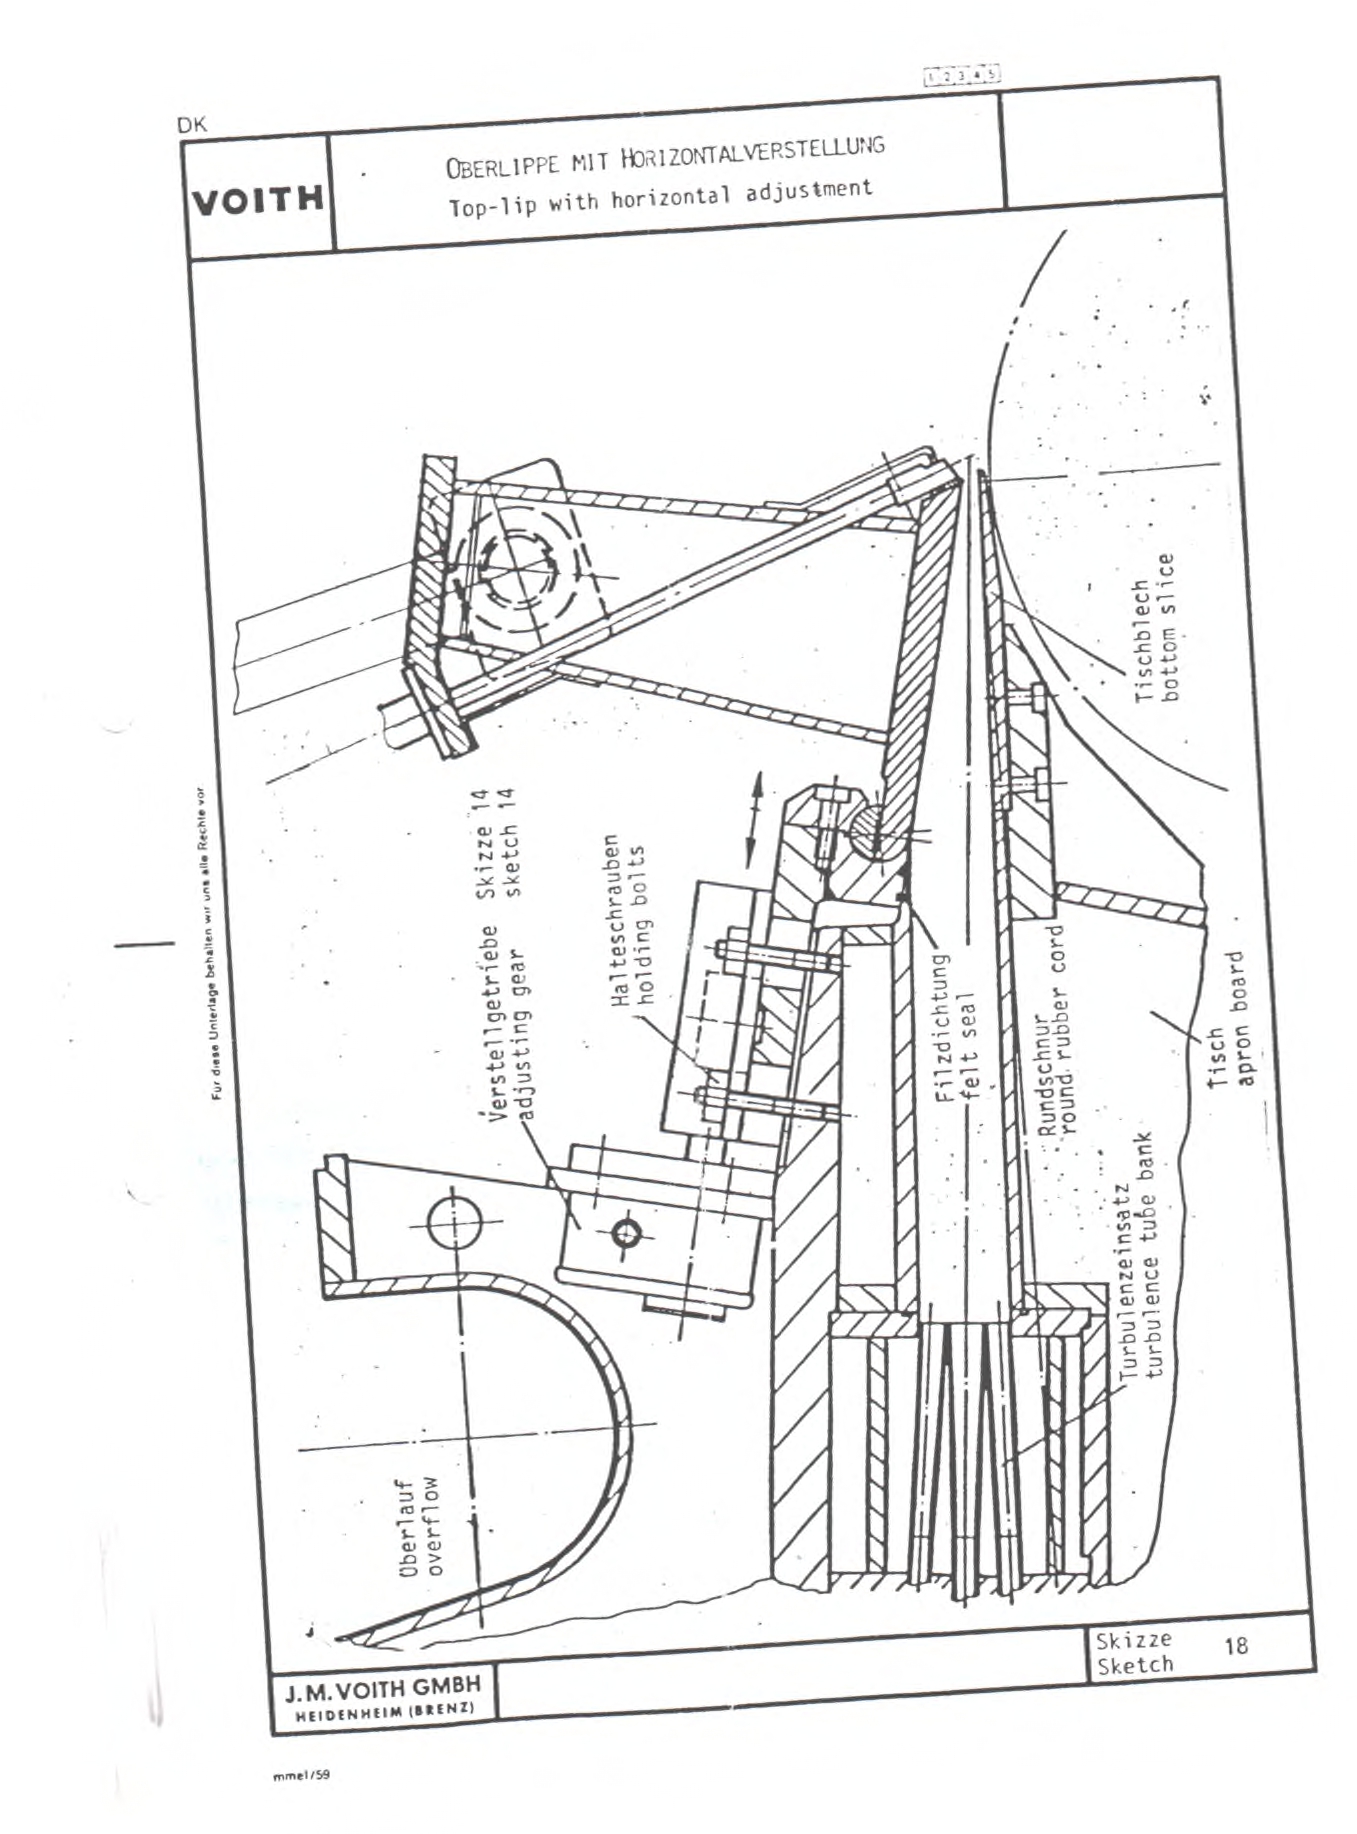 1 2 3 4 5
DK
VOITH
OBERLIPPE MIT HORIZONTALVERSTELLUNG
Top-lip with horizontal adjustment
Für diese Unterlage behalten wir uns alle Rechte vor
Verstellgetriebe Skizze 14
adjusting gear sketch 14
Halteschrauben
holding bolts
Tischblech
bottom slice
Filzdichtung
felt seal
Rundschnur
round rubber cord
Tisch
apron board
Turbulenzeinsatz
turbulence tube bank
Überlauf
overflow
J.M. VOITH GMBH
HEIDENHEIM (BRENZ)
Skizze 18
Sketch
mmel/59